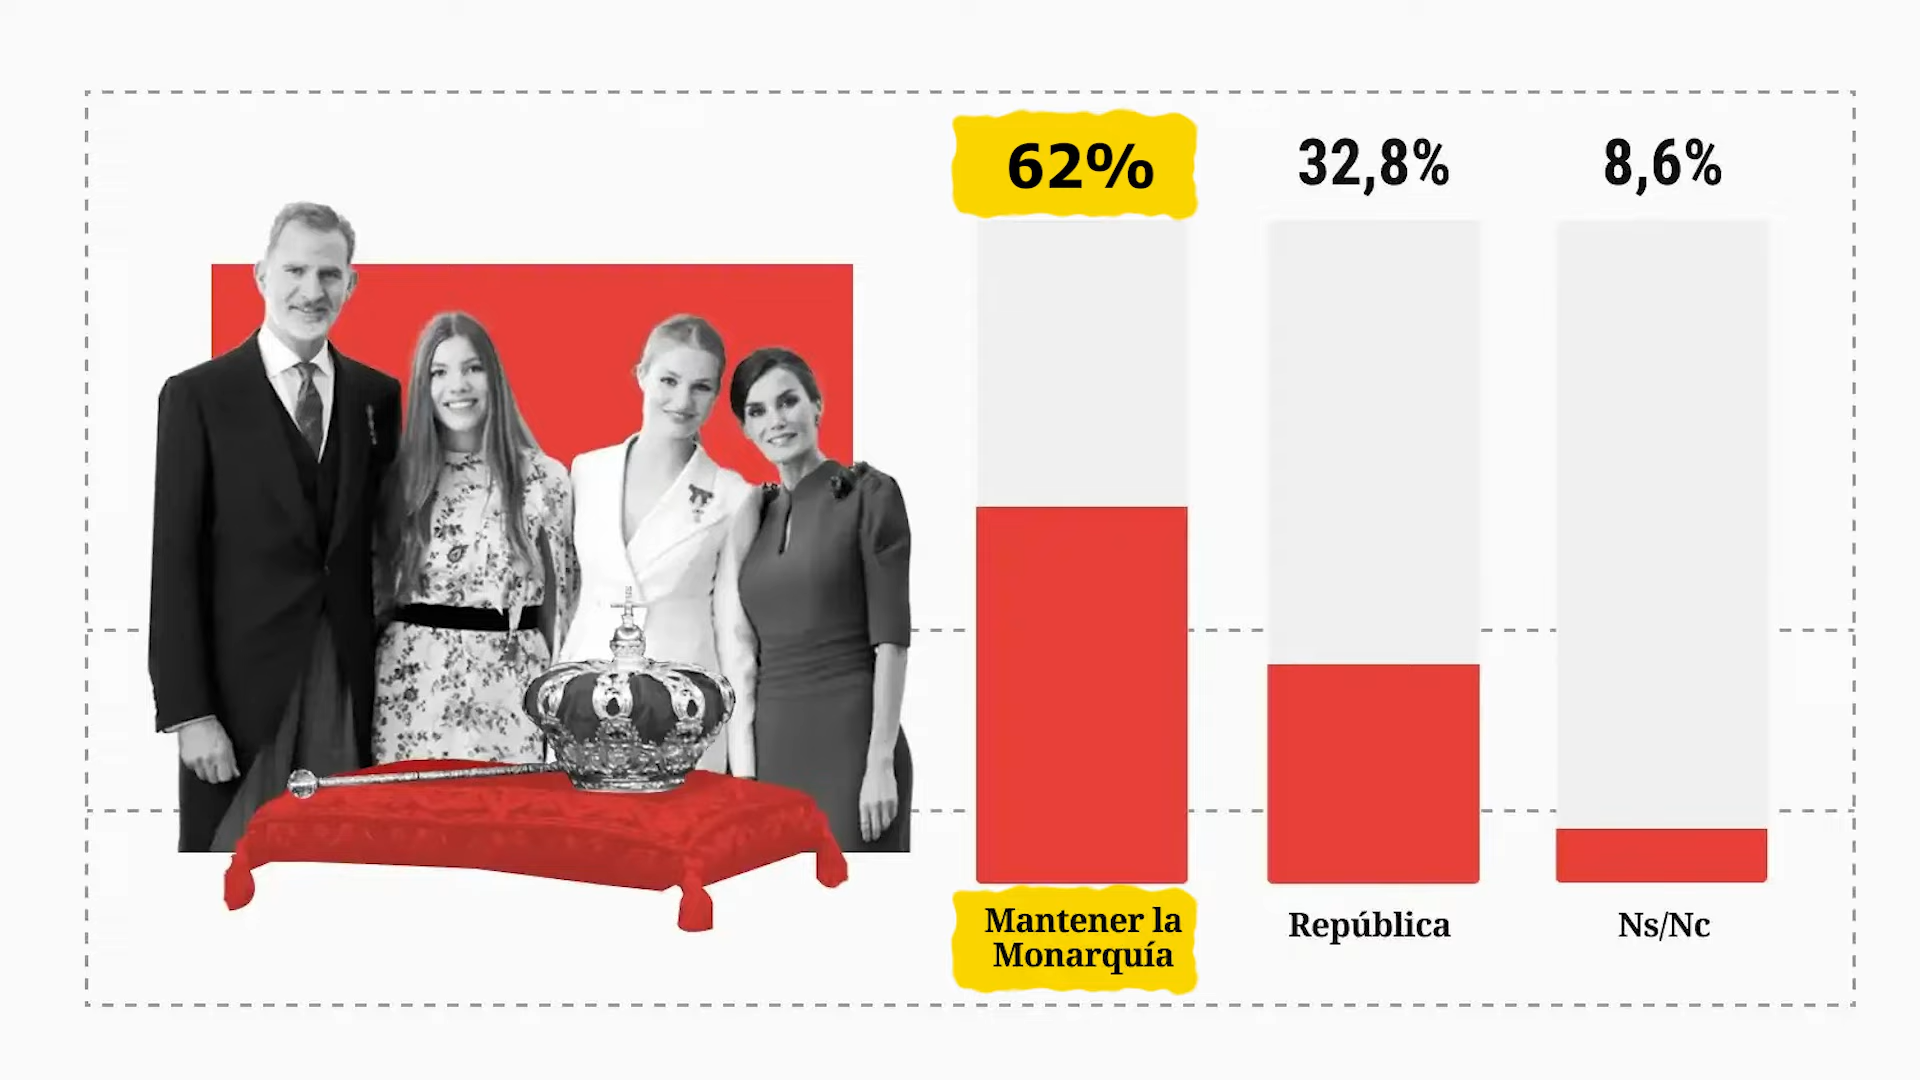 62%
32,8%
8,6%
Mantener la
Monarquía
República
Ns/Nc